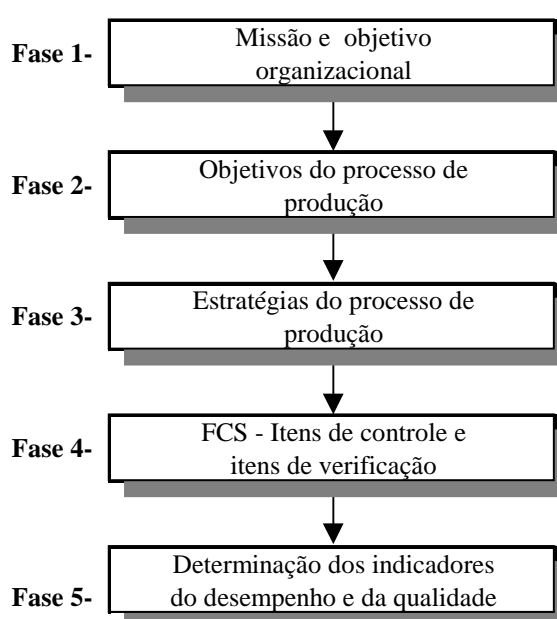 Fase 1-
Missão e objetivo
organizacional
Fase 2-
Objetivos do processo de
produção
Fase 3-
Estratégias do processo de
produção
Fase 4-
FCS - Itens de controle e
itens de verificação
Fase 5-
Determinação dos indicadores
do desempenho e da qualidade